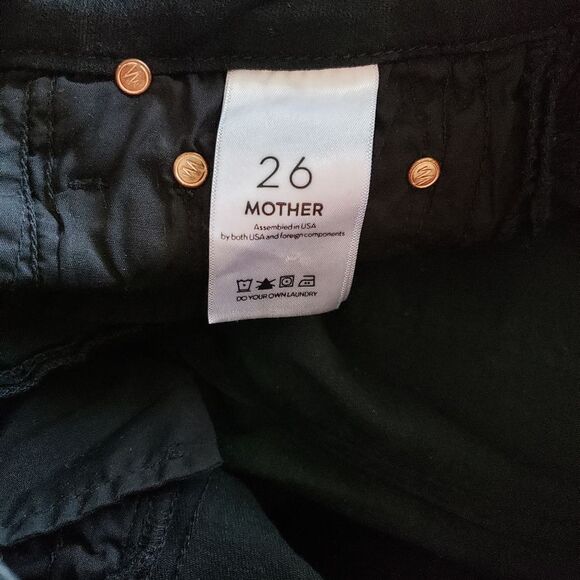 26
MOTHER
Assembled in USA
by both USA and foreign components
DO YOUR OWN LAUNDRY